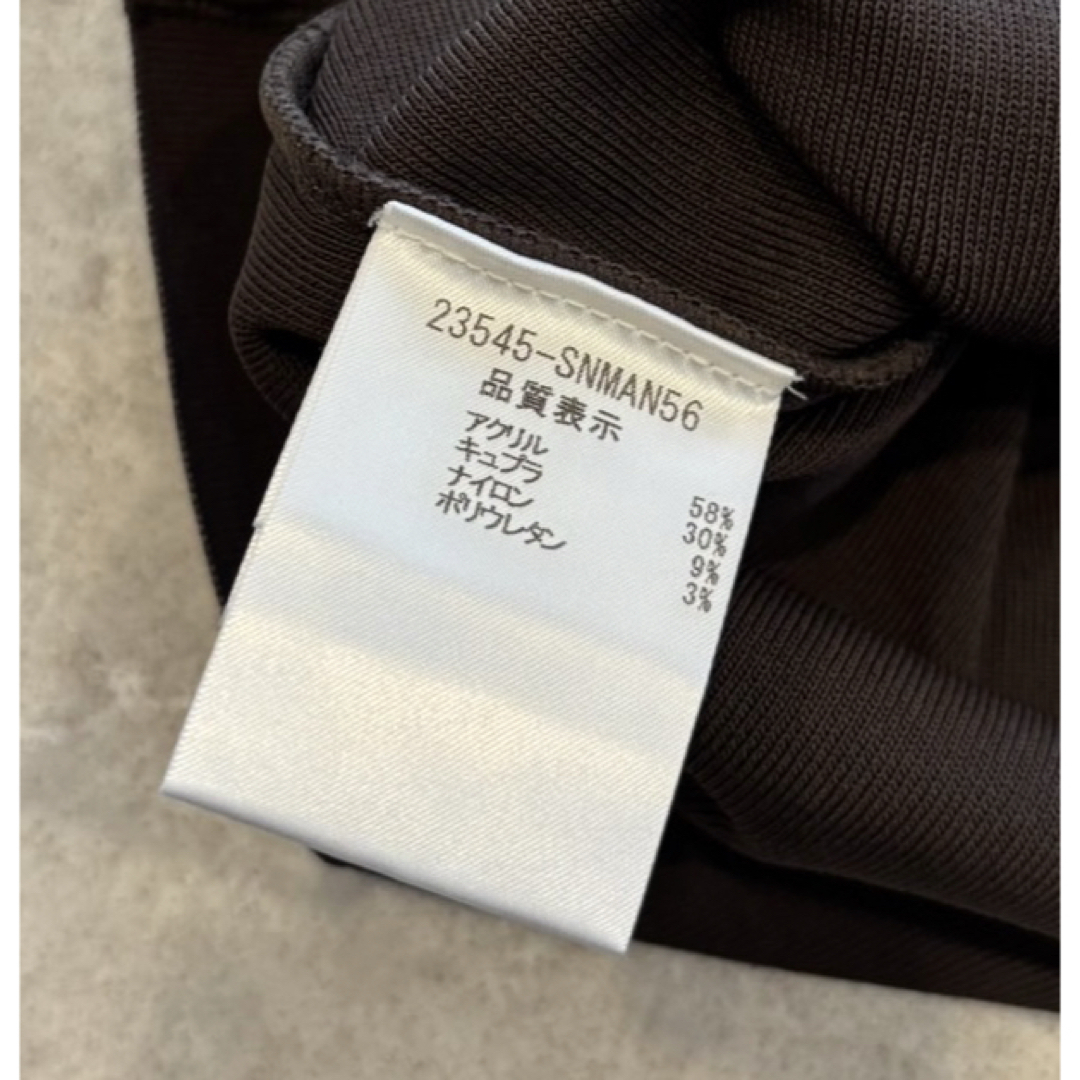 23545-SNMAN56
品質表示
アクリル 58%
キュプラ 30%
ナイロン 9%
ポリウレタン 3%